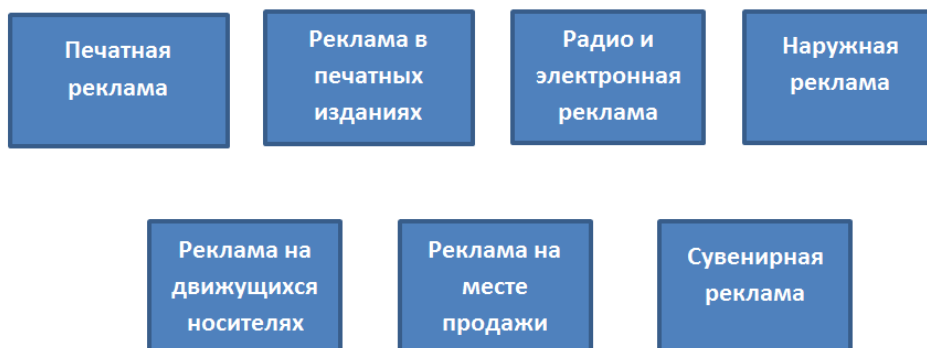 Печатная
реклама
Реклама в
печатных
изданиях
Радио и
электронная
реклама
Наружная
реклама
Реклама на
движущихся
носителях
Реклама на
месте
продажи
Сувенирная
реклама